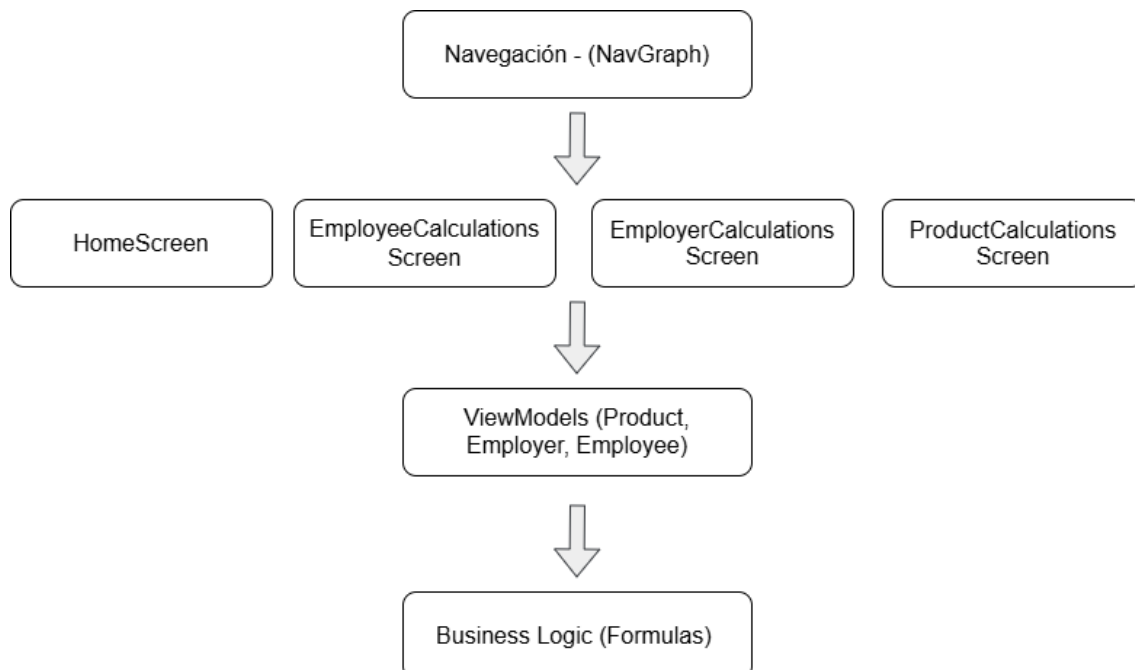 Navegación - (NavGraph)
HomeScreen
EmployeeCalculations
Screen
EmployerCalculations
Screen
ProductCalculations
Screen
ViewModels (Product,
Employer, Employee)
Business Logic (Formulas)